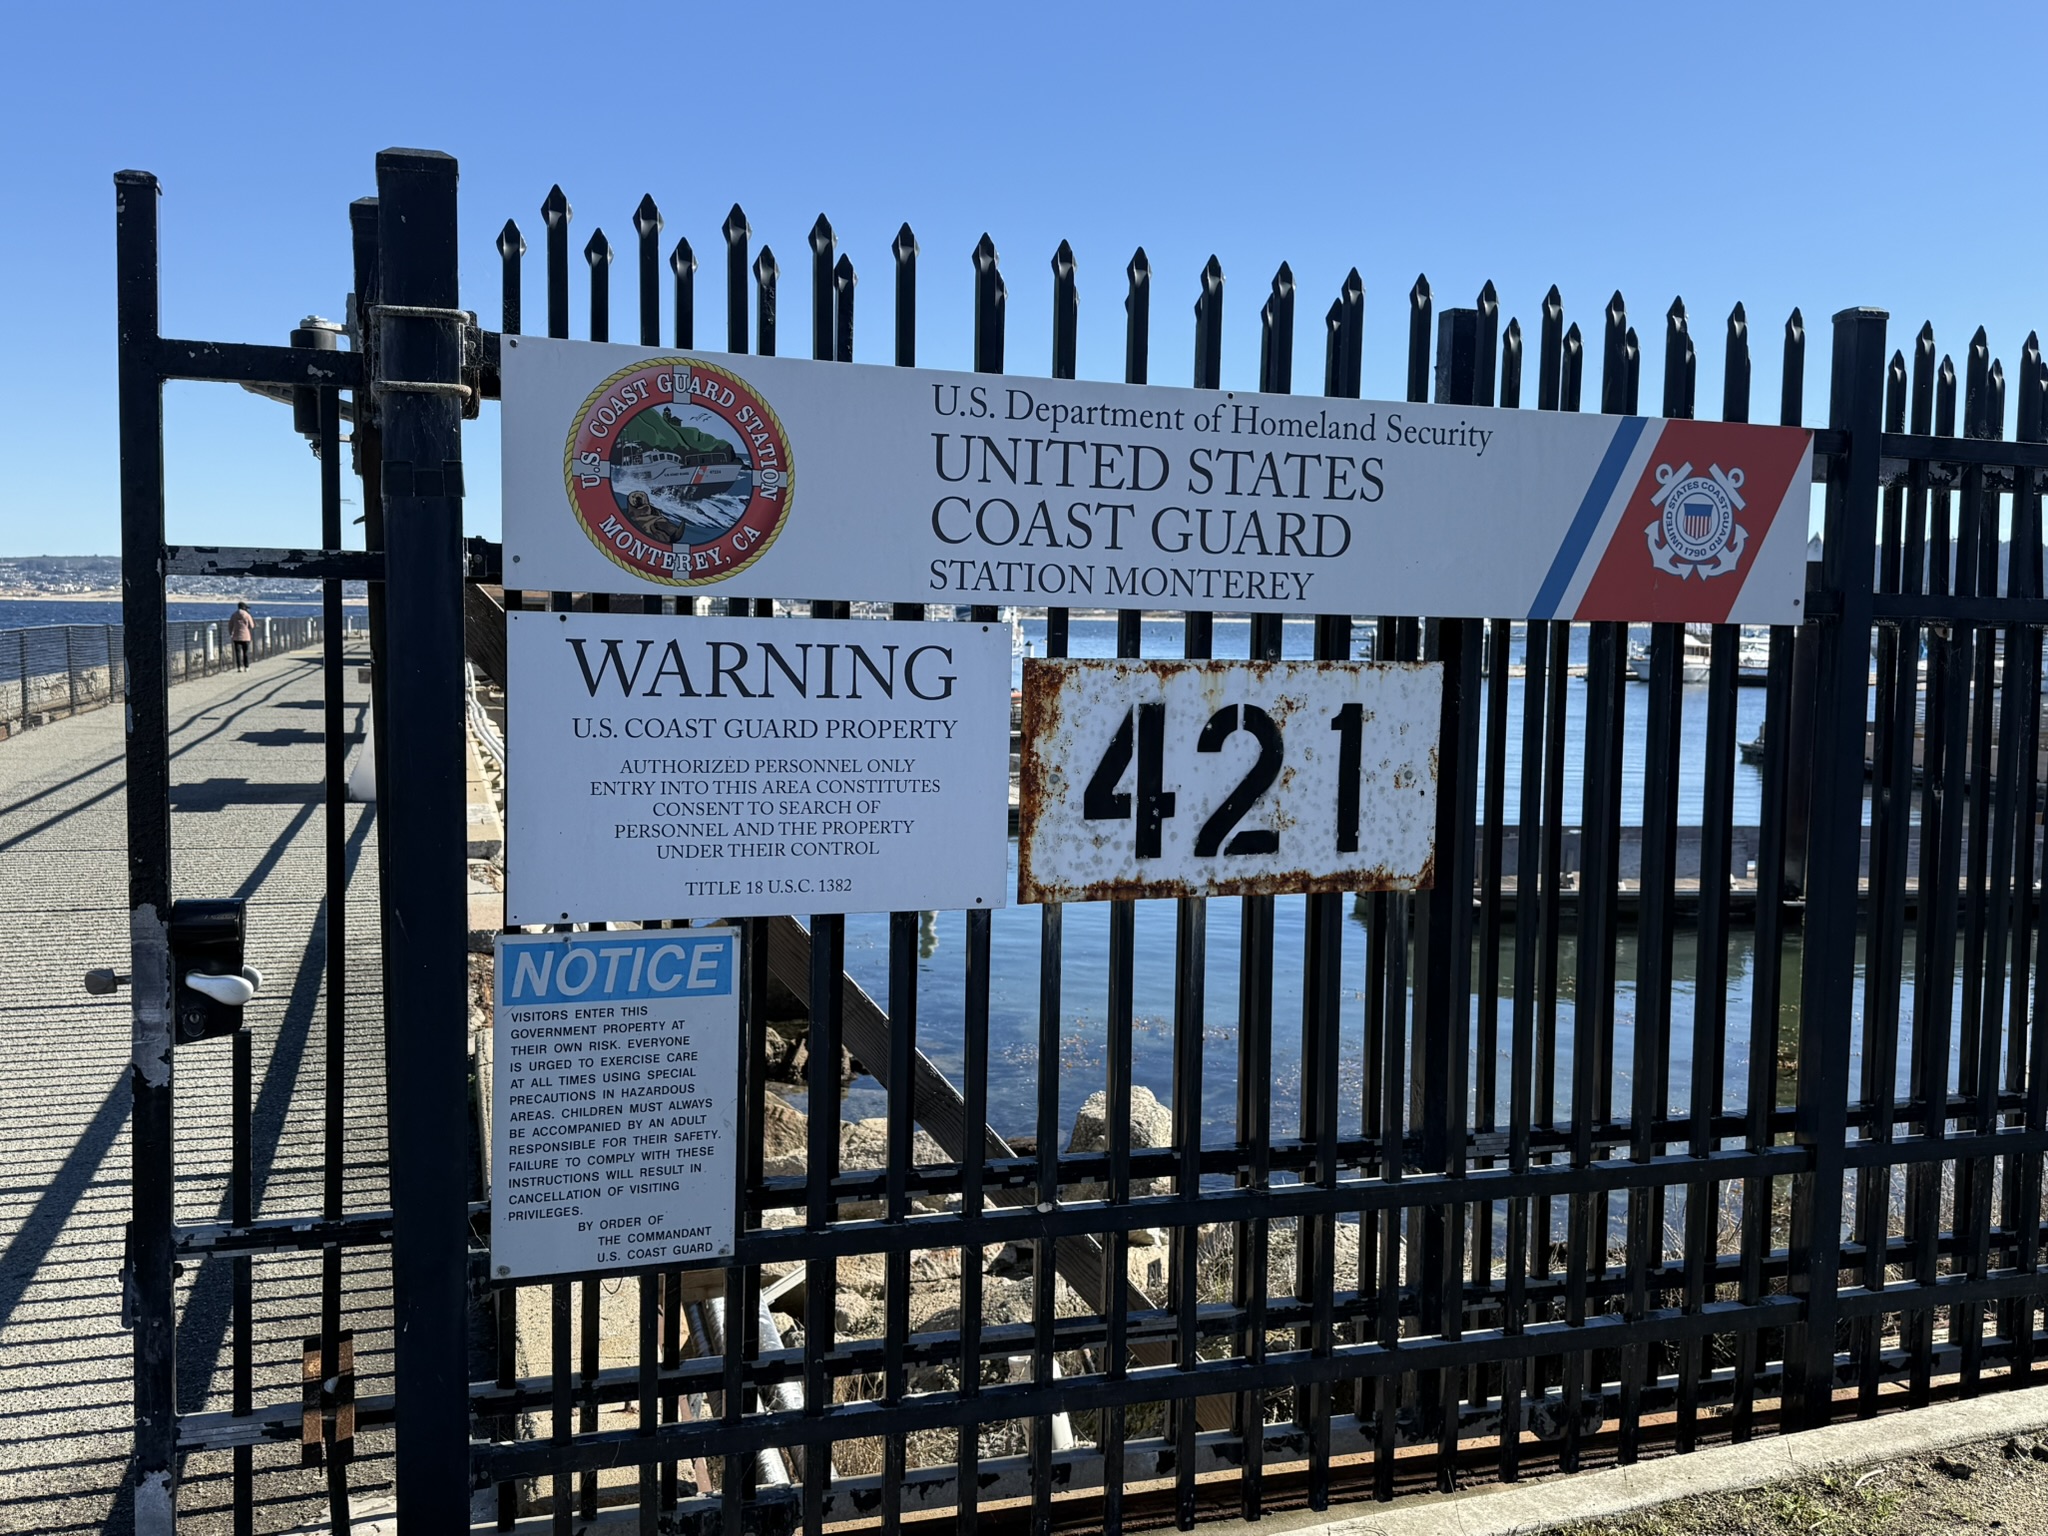 U.S. COAST GUARD STATION
MONTEREY, CA
U.S. Department of Homeland Security
UNITED STATES
COAST GUARD
STATION MONTEREY
UNITED STATES COAST GUARD
1790
WARNING
U.S. COAST GUARD PROPERTY
AUTHORIZED PERSONNEL ONLY
ENTRY INTO THIS AREA CONSTITUTES
CONSENT TO SEARCH OF
PERSONNEL AND THE PROPERTY
UNDER THEIR CONTROL
TITLE 18 U.S.C. 1382
421
NOTICE
VISITORS ENTER THIS
GOVERNMENT PROPERTY AT
THEIR OWN RISK. EVERYONE
IS URGED TO EXERCISE CARE
AT ALL TIMES USING SPECIAL
PRECAUTIONS IN HAZARDOUS
AREAS. CHILDREN MUST ALWAYS
BE ACCOMPANIED BY AN ADULT
RESPONSIBLE FOR THEIR SAFETY.
FAILURE TO COMPLY WITH THESE
INSTRUCTIONS WILL RESULT IN
CANCELLATION OF VISITING
PRIVILEGES.
BY ORDER OF
THE COMMANDANT
U.S. COAST GUARD